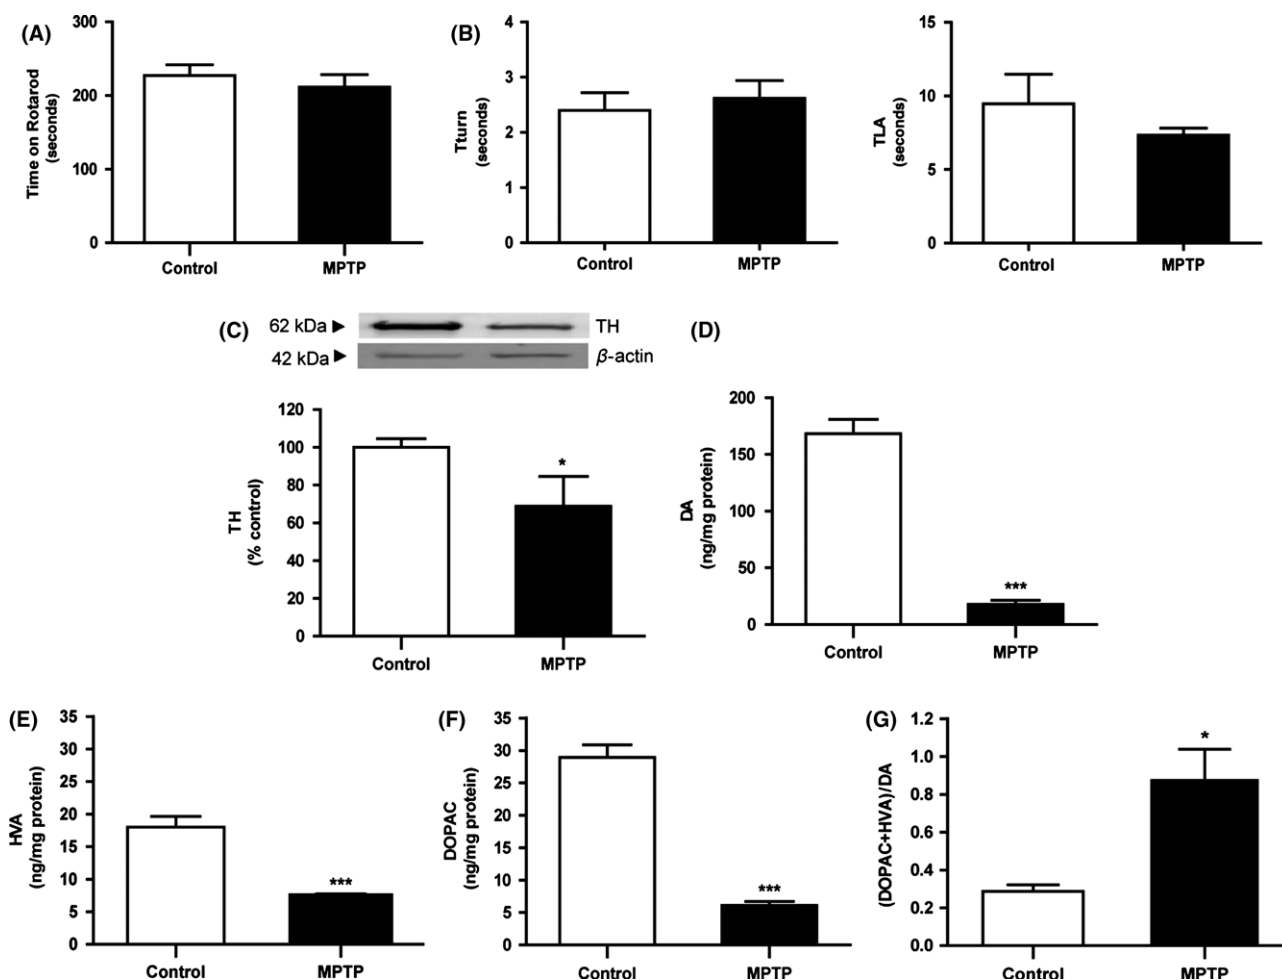 (A)
Time on Rotarod
(seconds)
300
200
100
0
Control
MPTP
(B)
Tturn
(seconds)
4
3
2
1
0
Control
MPTP
TLA
(seconds)
15
10
5
0
Control
MPTP
(C)
62 kDa
TH
42 kDa
β-actin
TH
(% control)
120
100
80
60
40
20
0
*
Control
MPTP
(D)
DA
(ng/mg protein)
200
150
100
50
0
***
Control
MPTP
(E)
HVA
(ng/mg protein)
35
30
25
20
15
10
5
0
***
Control
MPTP
(F)
DOPAC
(ng/mg protein)
35
30
25
20
15
10
5
0
***
Control
MPTP
(G)
(DOPAC+HVA)/DA
1.2
1.0
0.8
0.6
0.4
0.2
0.0
*
Control
MPTP